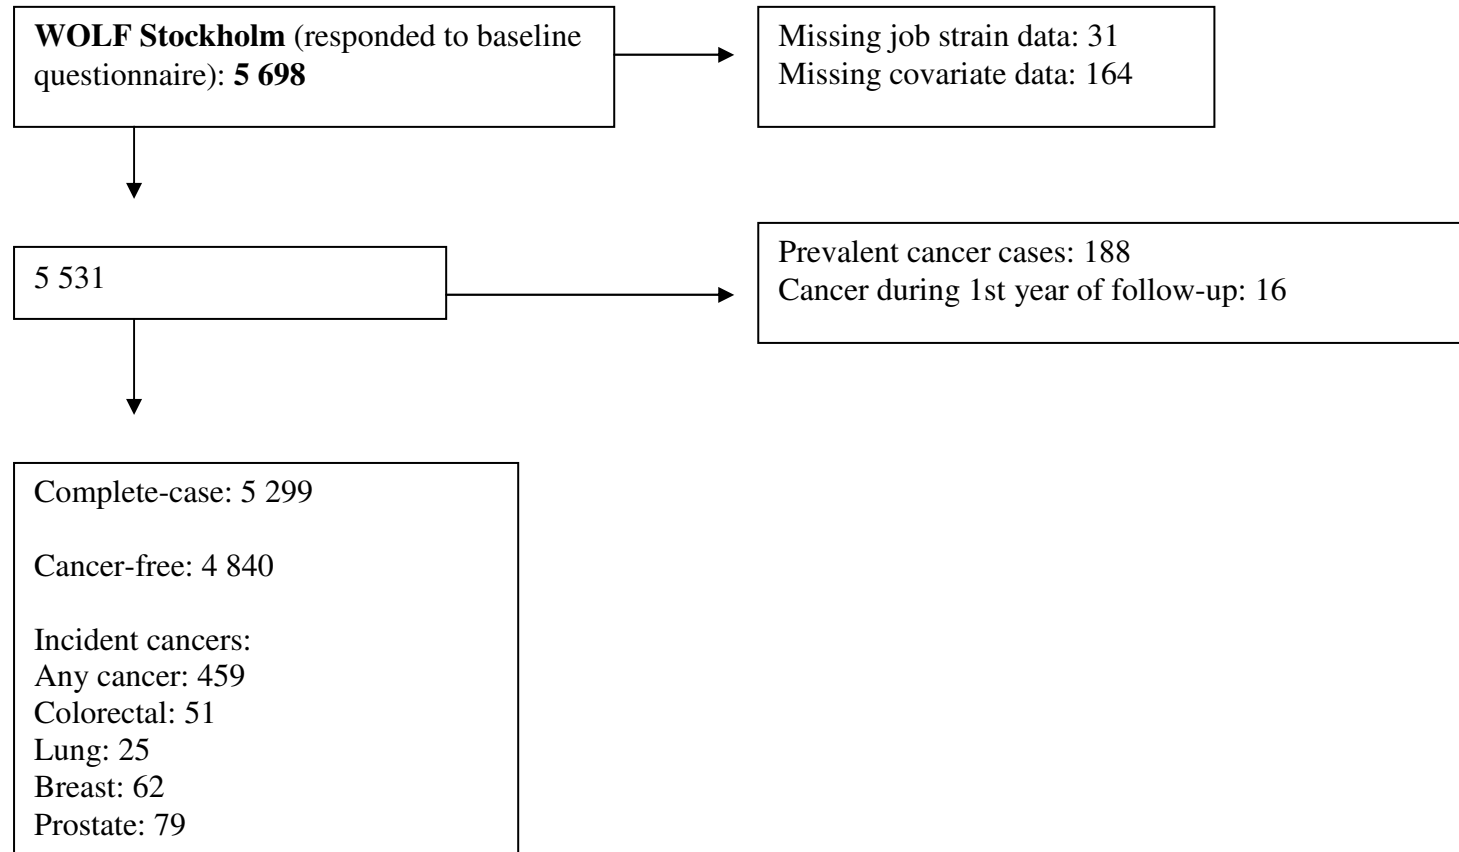 WOLF Stockholm (responded to baseline
questionnaire): 5 698
Missing job strain data: 31
Missing covariate data: 164
5 531
Prevalent cancer cases: 188
Cancer during 1st year of follow-up: 16
Complete-case: 5 299
Cancer-free: 4 840
Incident cancers:
Any cancer: 459
Colorectal: 51
Lung: 25
Breast: 62
Prostate: 79